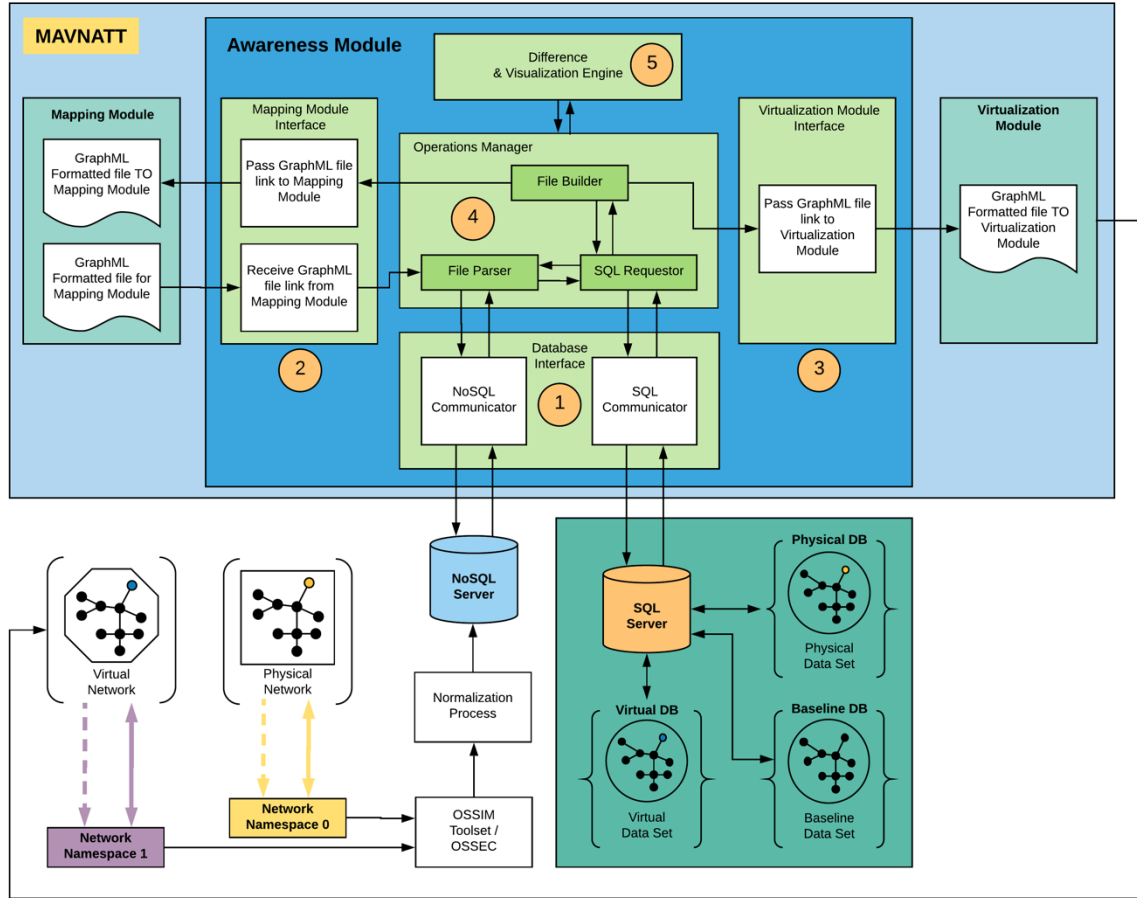 MAVNATT
Awareness Module
Difference
& Visualization Engine
5
Mapping Module
GraphML
Formatted file TO
Mapping Module
GraphML
Formatted file for
Mapping Module
Mapping Module
Interface
Pass GraphML file
link to Mapping
Module
Receive GraphML
file link from
Mapping Module
2
Operations Manager
File Builder
4
File Parser
SQL Requestor
Database
Interface
NoSQL
Communicator
1
SQL
Communicator
Virtualization Module
Interface
Pass GraphML file
link to
Virtualization
Module
3
Virtualization
Module
GraphML
Formatted file TO
Virtualization
Module
Virtual
Network
Physical
Network
Network
Namespace 0
Network
Namespace 1
NoSQL
Server
Normalization
Process
OSSIM
Toolset /
OSSEC
SQL
Server
Physical DB
Physical
Data Set
Virtual DB
Virtual
Data Set
Baseline DB
Baseline
Data Set